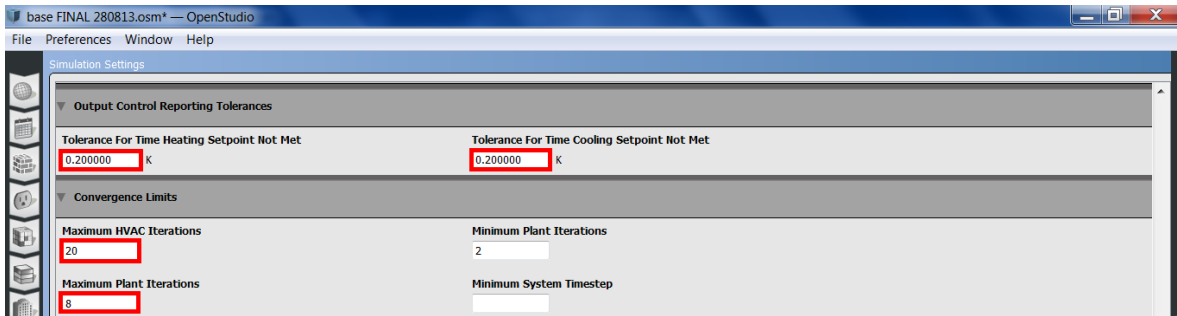 base FINAL 280813.osm* — OpenStudio
File Preferences Window Help
Simulation Settings
Output Control Reporting Tolerances
Tolerance For Time Heating Setpoint Not Met Tolerance For Time Cooling Setpoint Not Met
0.200000 K 0.200000 K
Convergence Limits
Maximum HVAC Iterations Minimum Plant Iterations
20 2
Maximum Plant Iterations Minimum System Timestep
8